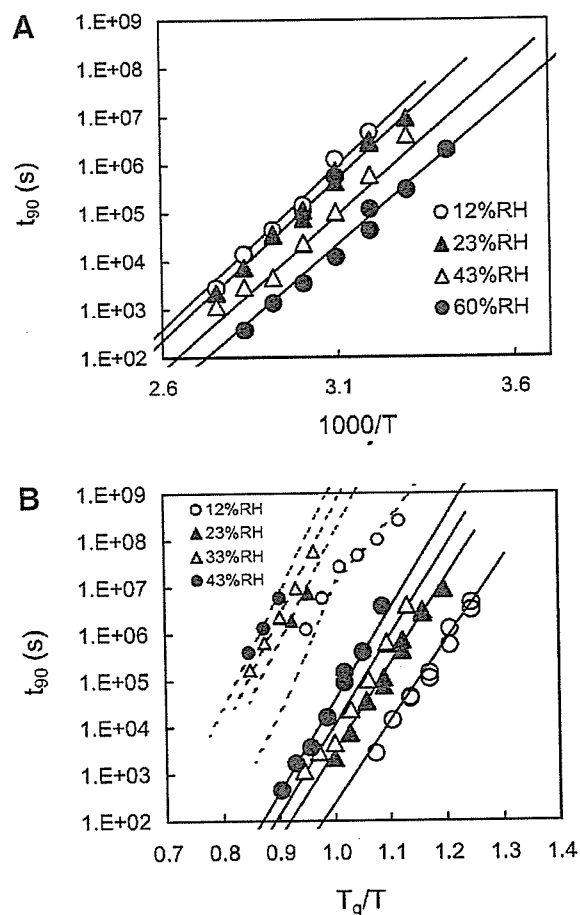 A
1.E+09
1.E+08
1.E+07
1.E+06
1.E+05
1.E+04
1.E+03
1.E+02
t90 (s)
12%RH
23%RH
43%RH
60%RH
2.6 3.1 3.6
1000/T
B
1.E+09
1.E+08
1.E+07
1.E+06
1.E+05
1.E+04
1.E+03
1.E+02
t90 (s)
12%RH
23%RH
33%RH
43%RH
0.7 0.8 0.9 1.0 1.1 1.2 1.3 1.4
Tg/T